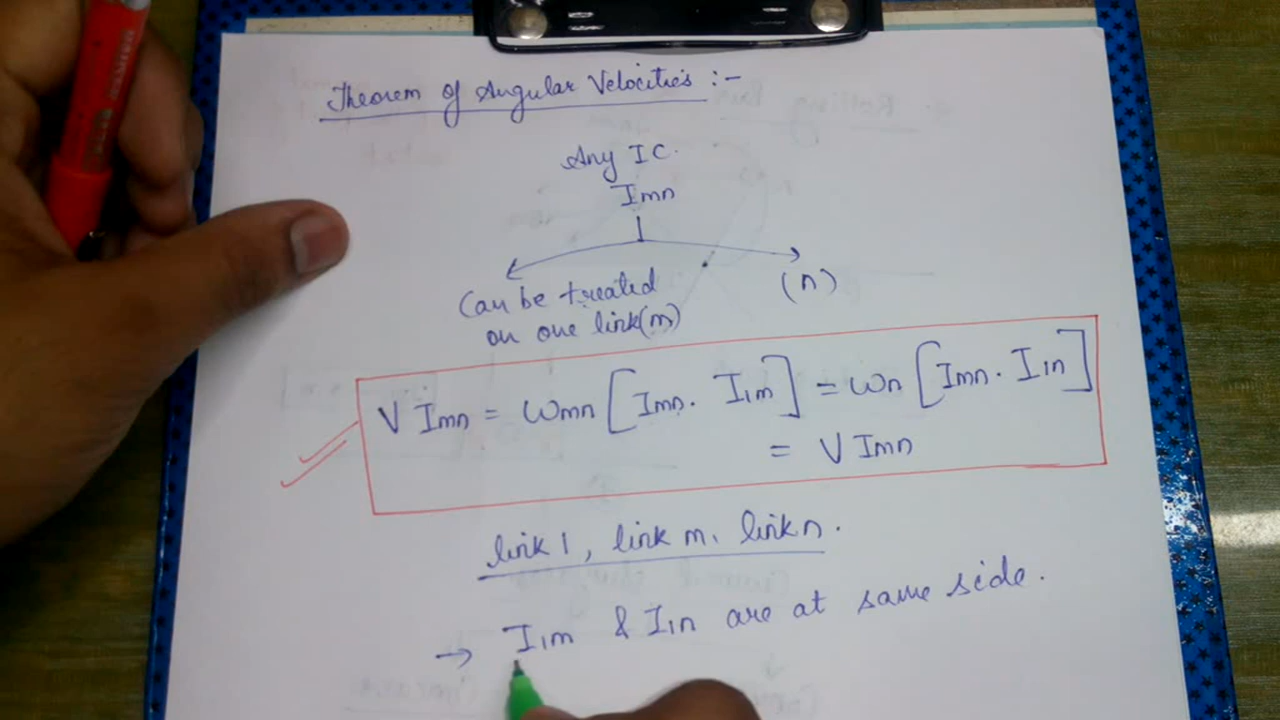 Theorem of Angular Velocities :-
Any IC.
Imn
Can be treated
on one link(m)
(n)
V Imn = ωmn [Imn. I1m] = ωn [Imn. I1n]
= V Imn
link 1, link m, link n.
→ I1m & I1n are at same side.